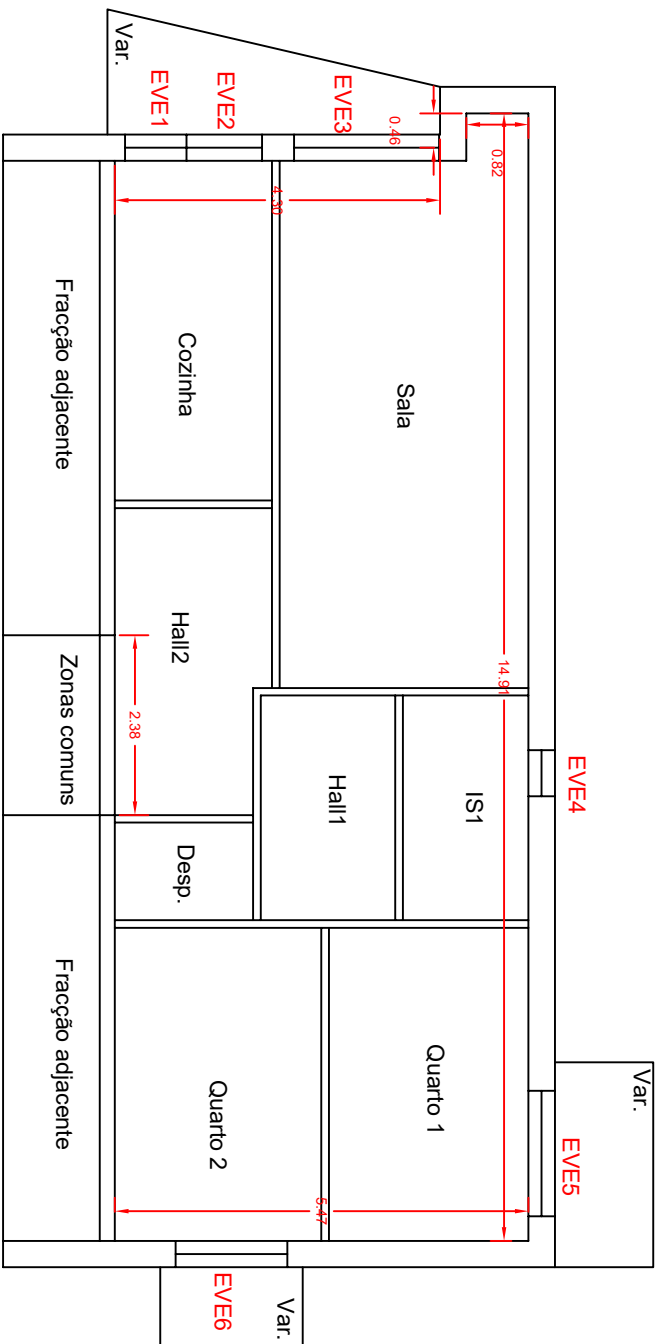 Var.
EVE1
EVE2
EVE3
0.46
0.82
4.30
Fracção adjacente
Cozinha
Sala
14.91
Hall2
2.38
Zonas comuns
EVE4
IS1
Hall1
Desp.
Fracção adjacente
Quarto 1
Quarto 2
5.47
Var.
EVE5
EVE6
Var.